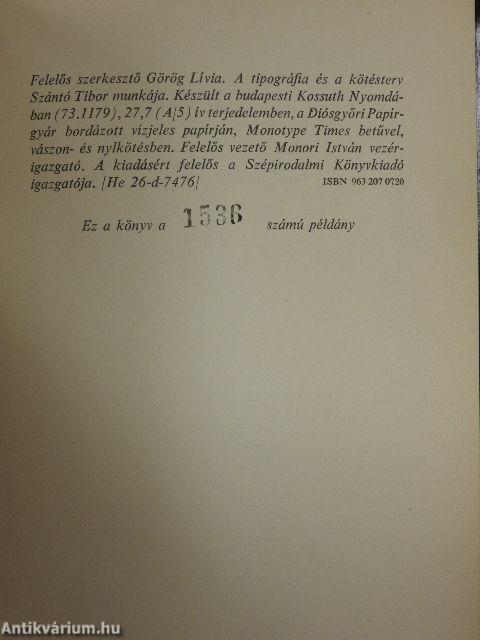 Felelős szerkesztő Görög Lívia. A tipográfia és a kötésterv
Szántó Tibor munkája. Készült a budapesti Kossuth Nyomdá-
ban (73.1179), 27,7 (A|5) ív terjedelemben, a Diósgyőri Papír-
gyár bordázott vízjeles papírján, Monotype Times betűvel,
vászon- és nylkötésben. Felelős vezető Monori István vezér-
igazgató. A kiadásért felelős a Szépirodalmi Könyvkiadó
igazgatója. |He 26-d-7476| ISBN 963 207 0720
Ez a könyv a 1536 számú példány
Antikvárium.hu